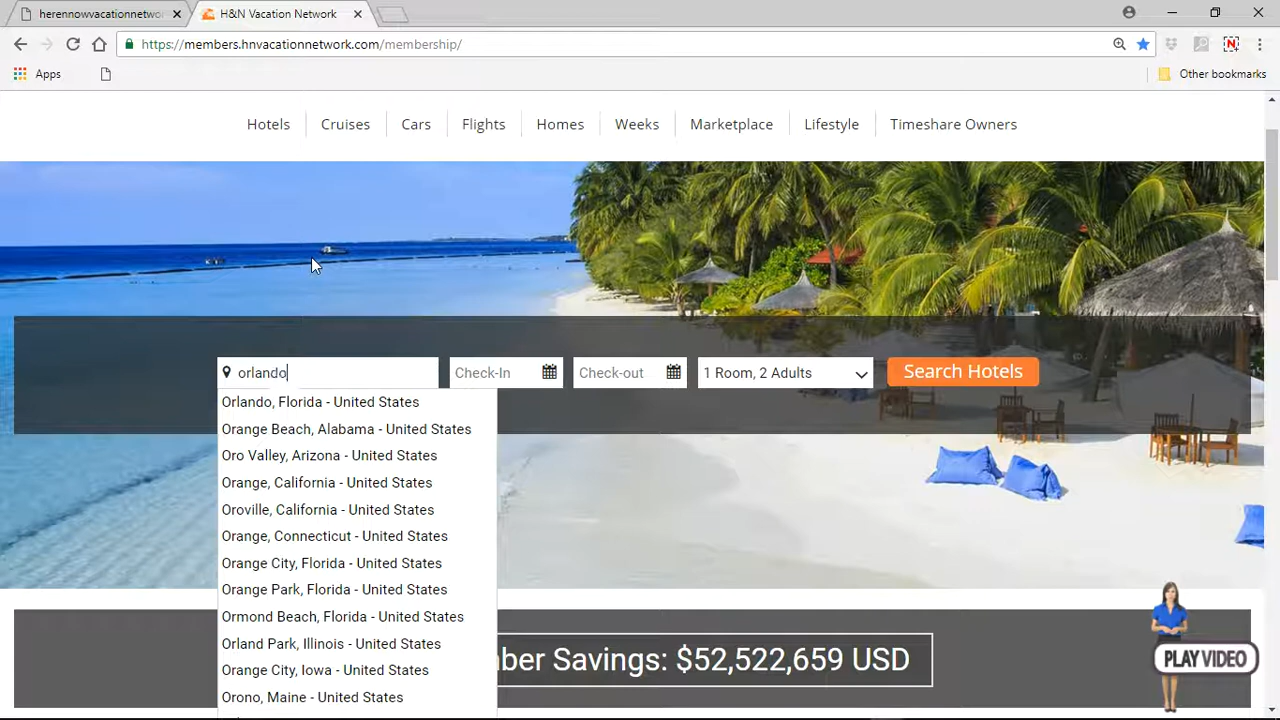 herennowvacationnetwor
H&N Vacation Network
https://members.hnvacationnetwork.com/membership/
Apps
Other bookmarks
Hotels Cruises Cars Flights Homes Weeks Marketplace Lifestyle Timeshare Owners
orlando Check-In Check-out 1 Room, 2 Adults Search Hotels
Orlando, Florida - United States
Orange Beach, Alabama - United States
Oro Valley, Arizona - United States
Orange, California - United States
Oroville, California - United States
Orange, Connecticut - United States
Orange City, Florida - United States
Orange Park, Florida - United States
Ormond Beach, Florida - United States
Orland Park, Illinois - United States
Orange City, Iowa - United States
Orono, Maine - United States
ber Savings: $52,522,659 USD
PLAY VIDEO